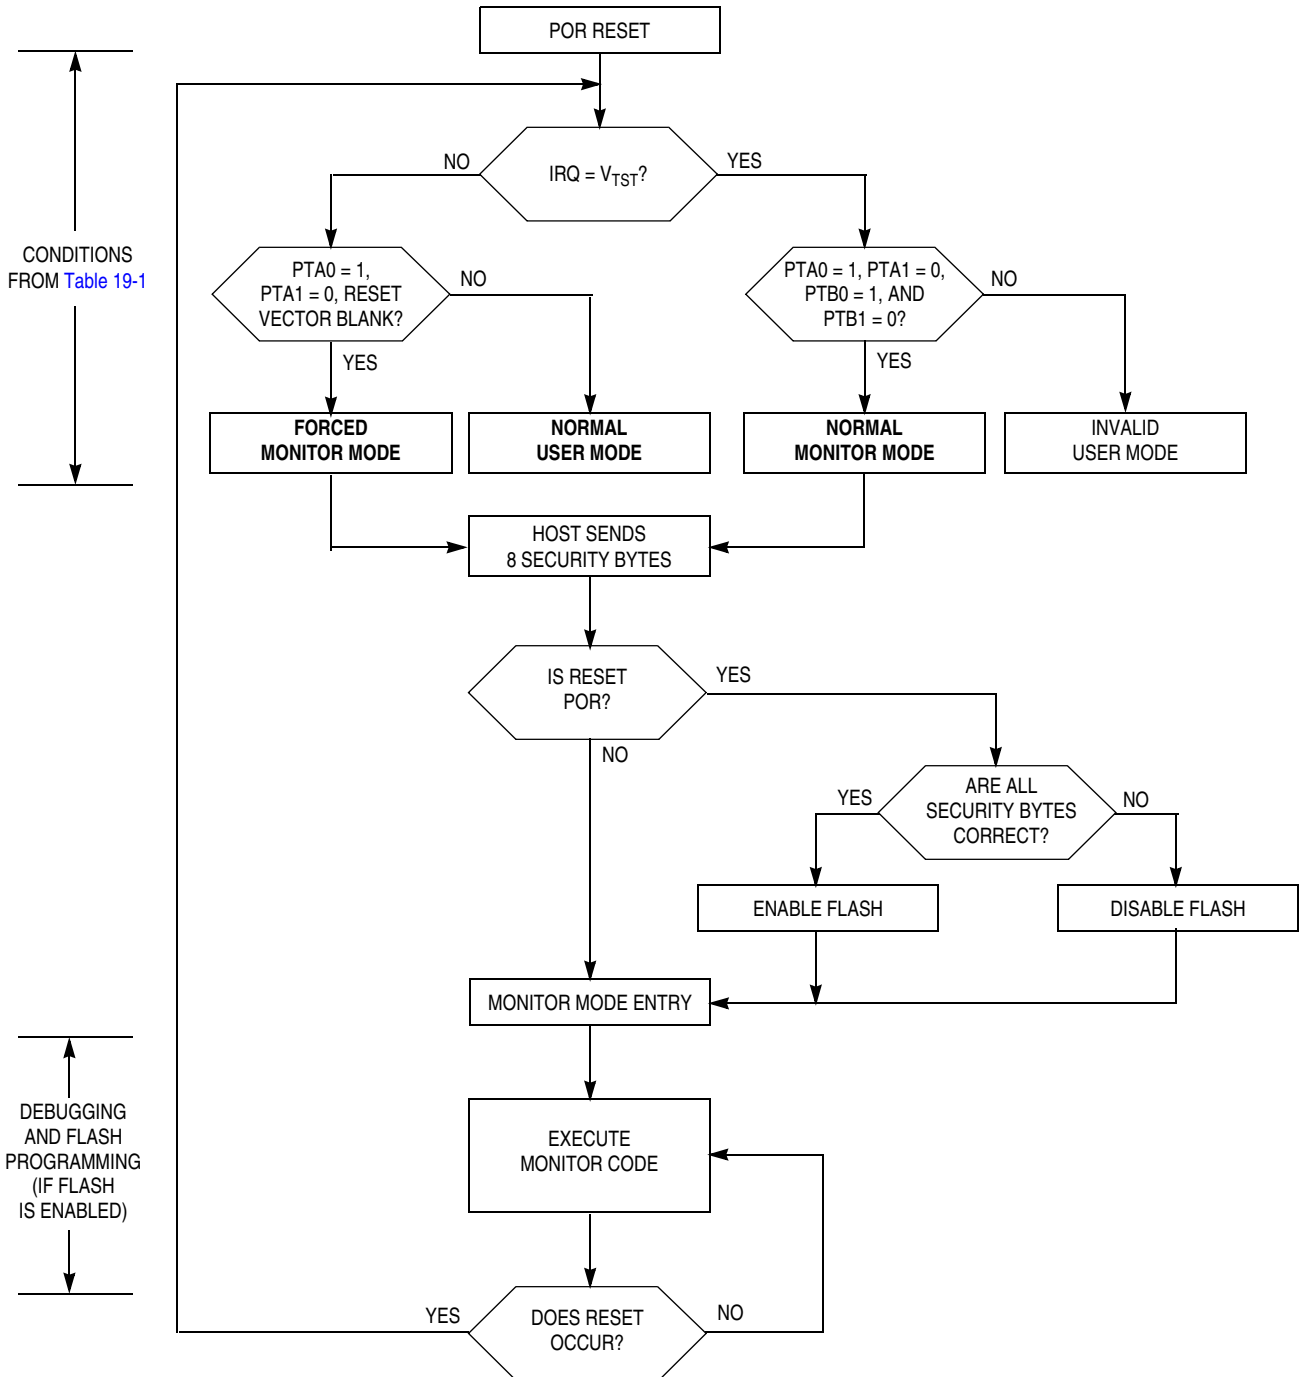 POR RESET
NO
YES
IRQ = VTST?
CONDITIONS
FROM Table 19-1
PTA0 = 1,
PTA1 = 0, RESET
VECTOR BLANK?
NO
YES
PTA0 = 1, PTA1 = 0,
PTB0 = 1, AND
PTB1 = 0?
NO
YES
FORCED
MONITOR MODE
NORMAL
USER MODE
NORMAL
MONITOR MODE
INVALID
USER MODE
HOST SENDS
8 SECURITY BYTES
IS RESET
POR?
YES
NO
ARE ALL
SECURITY BYTES
CORRECT?
YES
NO
ENABLE FLASH
DISABLE FLASH
MONITOR MODE ENTRY
DEBUGGING
AND FLASH
PROGRAMMING
(IF FLASH
IS ENABLED)
EXECUTE
MONITOR CODE
YES
DOES RESET
OCCUR?
NO